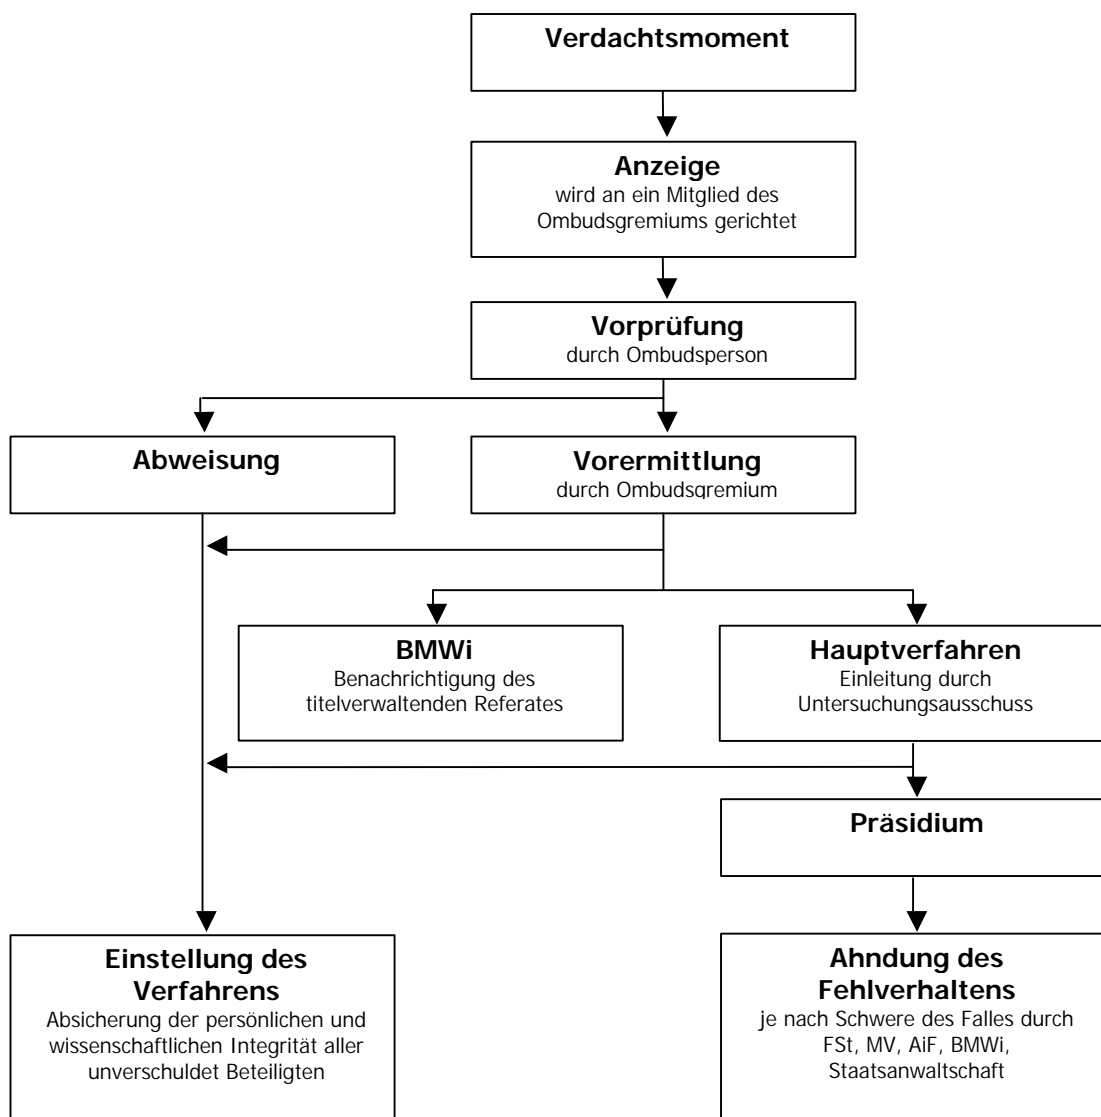 Verdachtsmoment
Anzeige
wird an ein Mitglied des
Ombudsgremiums gerichtet
Vorprüfung
durch Ombudsperson
Abweisung
Vorermittlung
durch Ombudsgremium
BMWi
Benachrichtigung des
titelverwaltenden Referates
Hauptverfahren
Einleitung durch
Untersuchungsausschuss
Präsidium
Einstellung des
Verfahrens
Absicherung der persönlichen und
wissenschaftlichen Integrität aller
unverschuldet Beteiligten
Ahndung des
Fehlverhaltens
je nach Schwere des Falles durch
FSt, MV, AiF, BMWi,
Staatsanwaltschaft